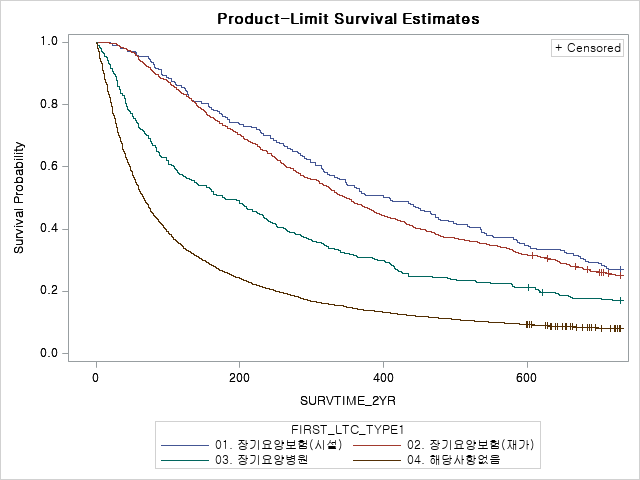 Product-Limit Survival Estimates
+ Censored
1.0
0.8
0.6
0.4
0.2
0.0
Survival Probability
0 200 400 600
SURVTIME_2YR
FIRST_LTC_TYPE1
01. 장기요양보험(시설) 02. 장기요양보험(재가)
03. 장기요양병원 04. 해당사항없음